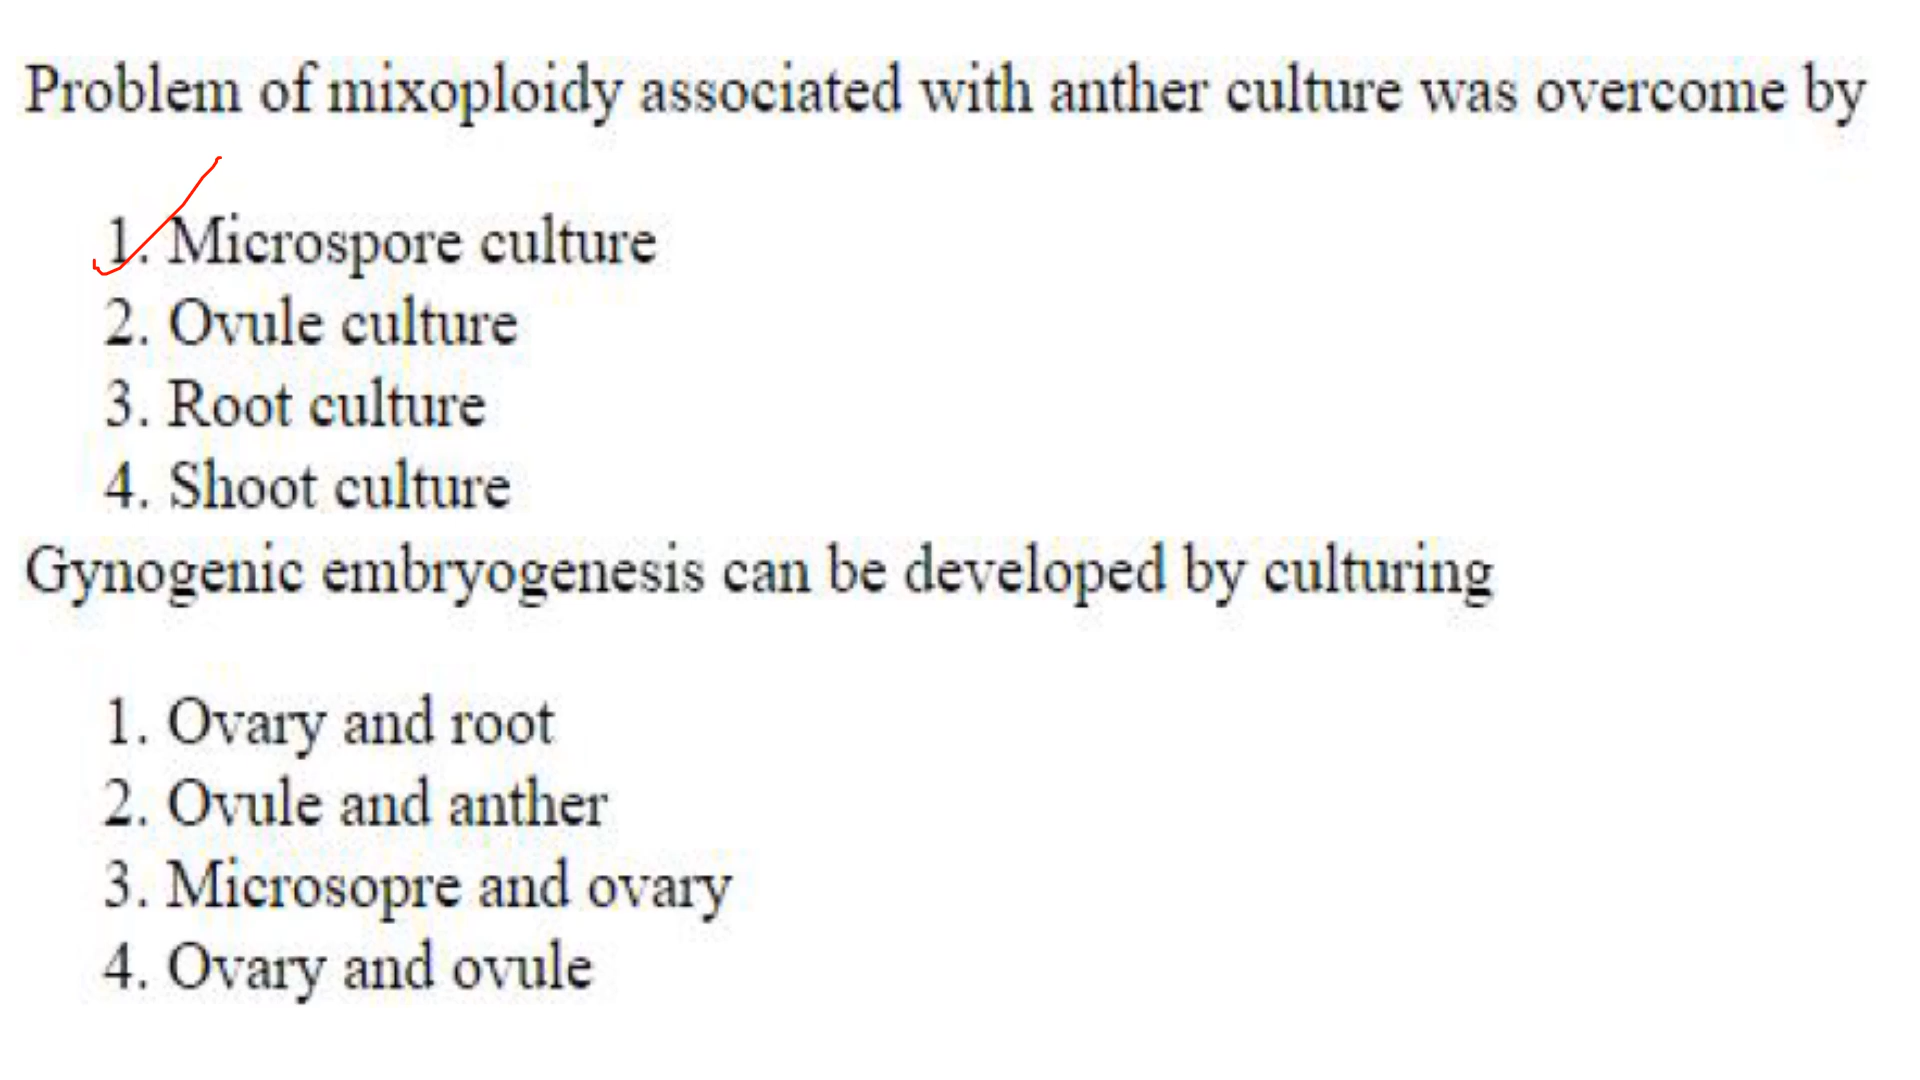 Problem of mixoploidy associated with anther culture was overcome by
1. Microspore culture
2. Ovule culture
3. Root culture
4. Shoot culture
Gynogenic embryogenesis can be developed by culturing
1. Ovary and root
2. Ovule and anther
3. Microsopre and ovary
4. Ovary and ovule